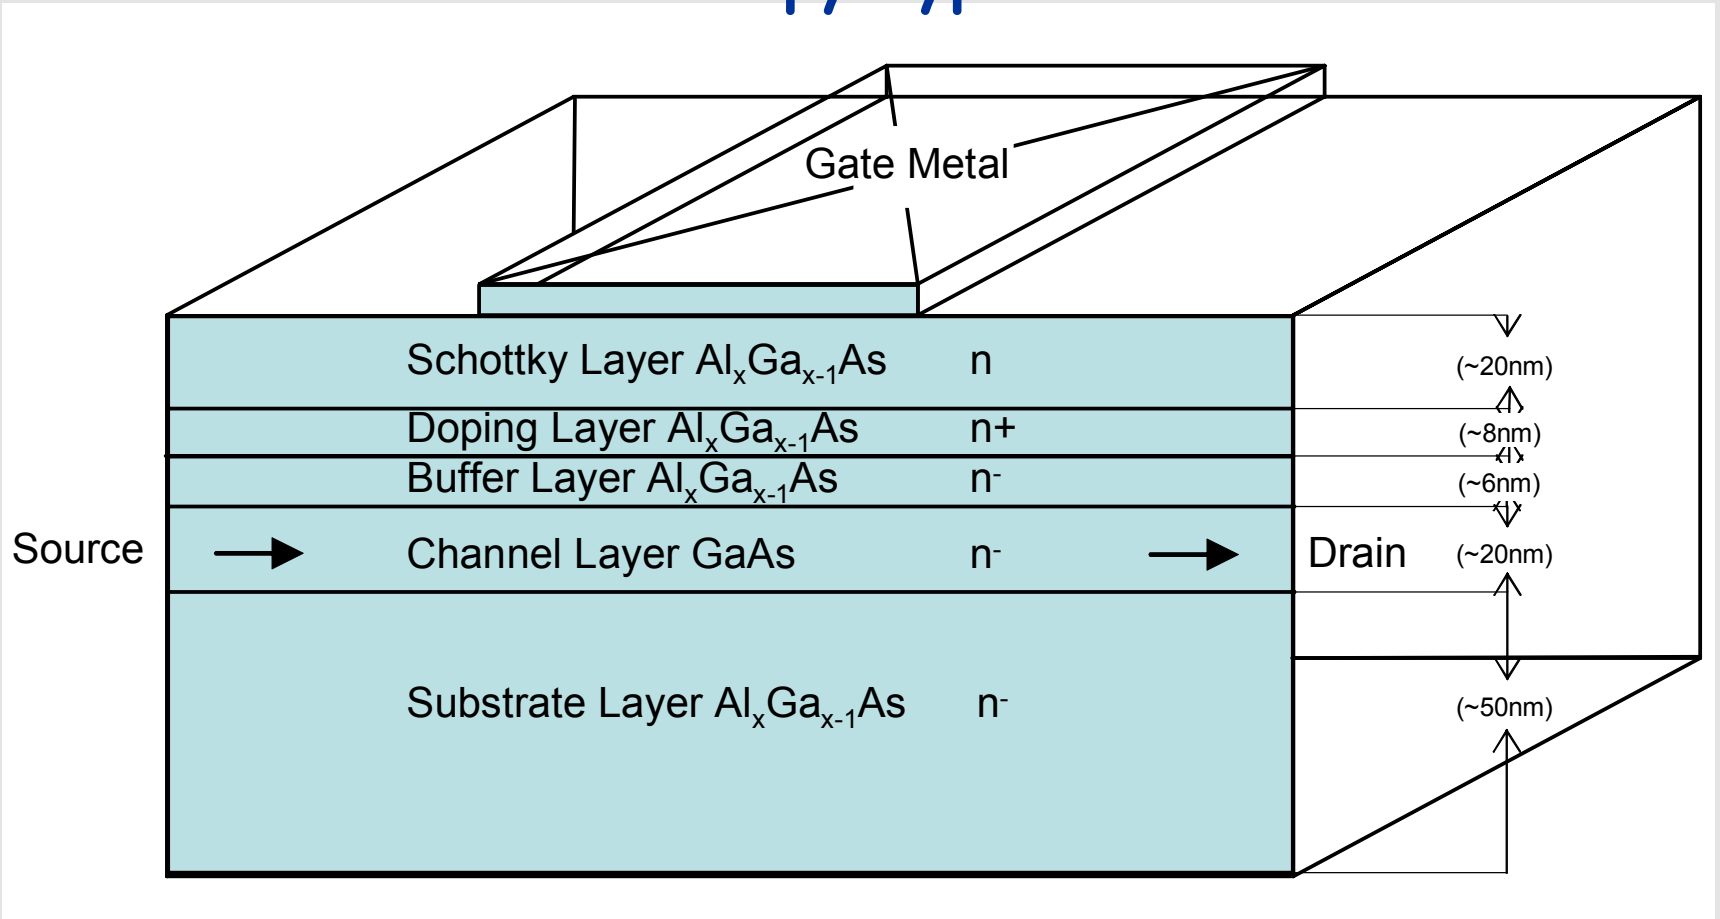 Gate Metal
Schottky Layer AlxGax-1As n (~20nm)
Doping Layer AlxGax-1As n+ (~8nm)
Buffer Layer AlxGax-1As n- (~6nm)
Source Channel Layer GaAs n- Drain (~20nm)
Substrate Layer AlxGax-1As n- (~50nm)